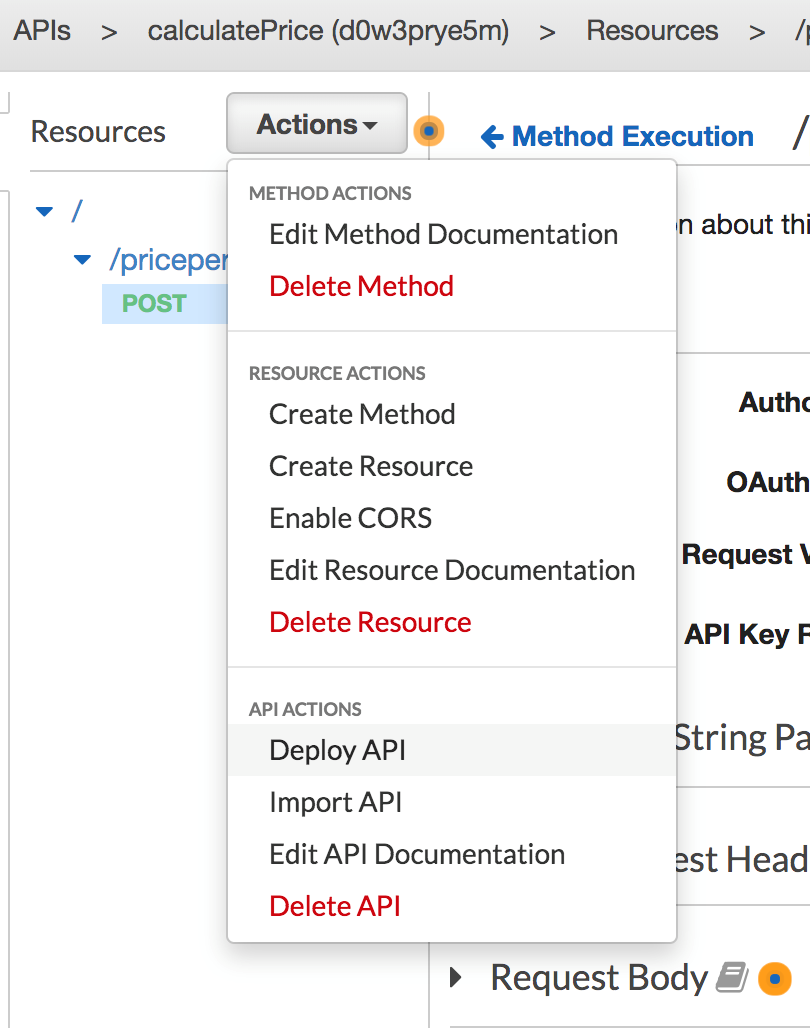 APIs > calculatePrice (d0w3prye5m) > Resources >
Resources
Actions
Method Execution /
/
/priceper
POST
METHOD ACTIONS
Edit Method Documentation
Delete Method
RESOURCE ACTIONS
Create Method
Create Resource
Enable CORS
Edit Resource Documentation
Delete Resource
API ACTIONS
Deploy API
Import API
Edit API Documentation
Delete API
about thi
Autho
OAuth
Request V
API Key R
String Pa
est Head
Request Body